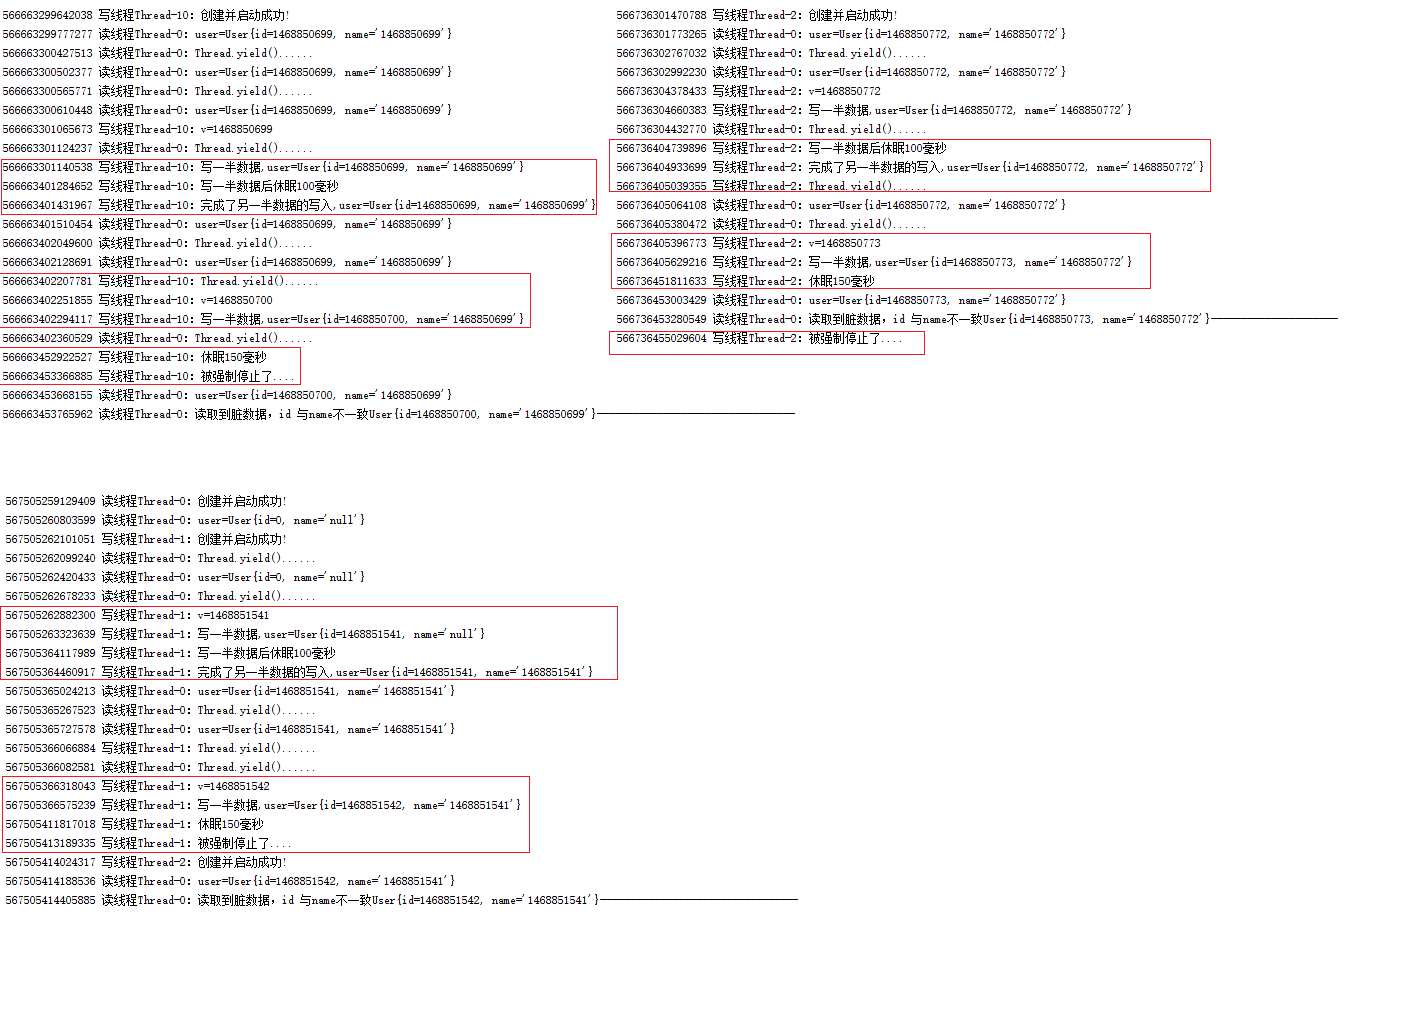 566663299642038 写线程Thread-10：创建并启动成功!
566663299777277 读线程Thread-0：user=User{id=1468850699, name='1468850699'}
566663300427513 读线程Thread-0：Thread.yield()......
566663300502377 读线程Thread-0：user=User{id=1468850699, name='1468850699'}
566663300565771 读线程Thread-0：Thread.yield()......
566663300610448 读线程Thread-0：user=User{id=1468850699, name='1468850699'}
566663301065673 写线程Thread-10：v=1468850699
566663301124237 读线程Thread-0：Thread.yield()......
566663301140538 写线程Thread-10：写一半数据,user=User{id=1468850699, name='1468850699'}
566663401284652 写线程Thread-10：写一半数据后休眠100毫秒
566663401431967 写线程Thread-10：完成了另一半数据的写入,user=User{id=1468850699, name='1468850699'}
566663401510454 读线程Thread-0：user=User{id=1468850699, name='1468850699'}
566663402049600 读线程Thread-0：Thread.yield()......
566663402128691 读线程Thread-0：user=User{id=1468850699, name='1468850699'}
566663402207781 写线程Thread-10：Thread.yield()......
566663402251855 写线程Thread-10：v=1468850700
566663402294117 写线程Thread-10：写一半数据,user=User{id=1468850700, name='1468850699'}
566663402360529 读线程Thread-0：Thread.yield()......
566663452922527 写线程Thread-10：休眠150毫秒
566663453366885 写线程Thread-10：被强制停止了....
566663453668155 读线程Thread-0：user=User{id=1468850700, name='1468850699'}
566663453765962 读线程Thread-0：读取到脏数据，id 与name不一致User{id=1468850700, name='1468850699'}---------------------------------
566736301470788 写线程Thread-2：创建并启动成功!
566736301773265 读线程Thread-0：user=User{id=1468850772, name='1468850772'}
566736302767032 读线程Thread-0：Thread.yield()......
566736302992230 读线程Thread-0：user=User{id=1468850772, name='1468850772'}
566736304378433 写线程Thread-2：v=1468850772
566736304660383 写线程Thread-2：写一半数据,user=User{id=1468850772, name='1468850772'}
566736304432770 读线程Thread-0：Thread.yield()......
566736404739896 写线程Thread-2：写一半数据后休眠100毫秒
566736404933699 写线程Thread-2：完成了另一半数据的写入,user=User{id=1468850772, name='1468850772'}
566736405039355 写线程Thread-2：Thread.yield()......
566736405064108 读线程Thread-0：user=User{id=1468850772, name='1468850772'}
566736405380472 读线程Thread-0：Thread.yield()......
566736405396773 写线程Thread-2：v=1468850773
566736405629216 写线程Thread-2：写一半数据,user=User{id=1468850773, name='1468850772'}
566736451811633 写线程Thread-2：休眠150毫秒
566736453003429 读线程Thread-0：user=User{id=1468850773, name='1468850772'}
566736453280549 读线程Thread-0：读取到脏数据，id 与name不一致User{id=1468850773, name='1468850772'}---------------------
566736455029604 写线程Thread-2：被强制停止了....
567505259129409 读线程Thread-0：创建并启动成功!
567505260803599 读线程Thread-0：user=User{id=0, name='null'}
567505262101051 写线程Thread-1：创建并启动成功!
567505262099240 读线程Thread-0：Thread.yield()......
567505262420433 读线程Thread-0：user=User{id=0, name='null'}
567505262678233 读线程Thread-0：Thread.yield()......
567505262882300 写线程Thread-1：v=1468851541
567505263323639 写线程Thread-1：写一半数据,user=User{id=1468851541, name='null'}
567505364117989 写线程Thread-1：写一半数据后休眠100毫秒
567505364460917 写线程Thread-1：完成了另一半数据的写入,user=User{id=1468851541, name='1468851541'}
567505365024213 读线程Thread-0：user=User{id=1468851541, name='1468851541'}
567505365267523 读线程Thread-0：Thread.yield()......
567505365727578 读线程Thread-0：user=User{id=1468851541, name='1468851541'}
567505366066884 写线程Thread-1：Thread.yield()......
567505366082581 读线程Thread-0：Thread.yield()......
567505366318043 写线程Thread-1：v=1468851542
567505366575239 写线程Thread-1：写一半数据,user=User{id=1468851542, name='1468851541'}
567505411817018 写线程Thread-1：休眠150毫秒
567505413189335 写线程Thread-1：被强制停止了....
567505414024317 写线程Thread-2：创建并启动成功!
567505414188536 读线程Thread-0：user=User{id=1468851542, name='1468851541'}
567505414405885 读线程Thread-0：读取到脏数据，id 与name不一致User{id=1468851542, name='1468851541'}---------------------------------